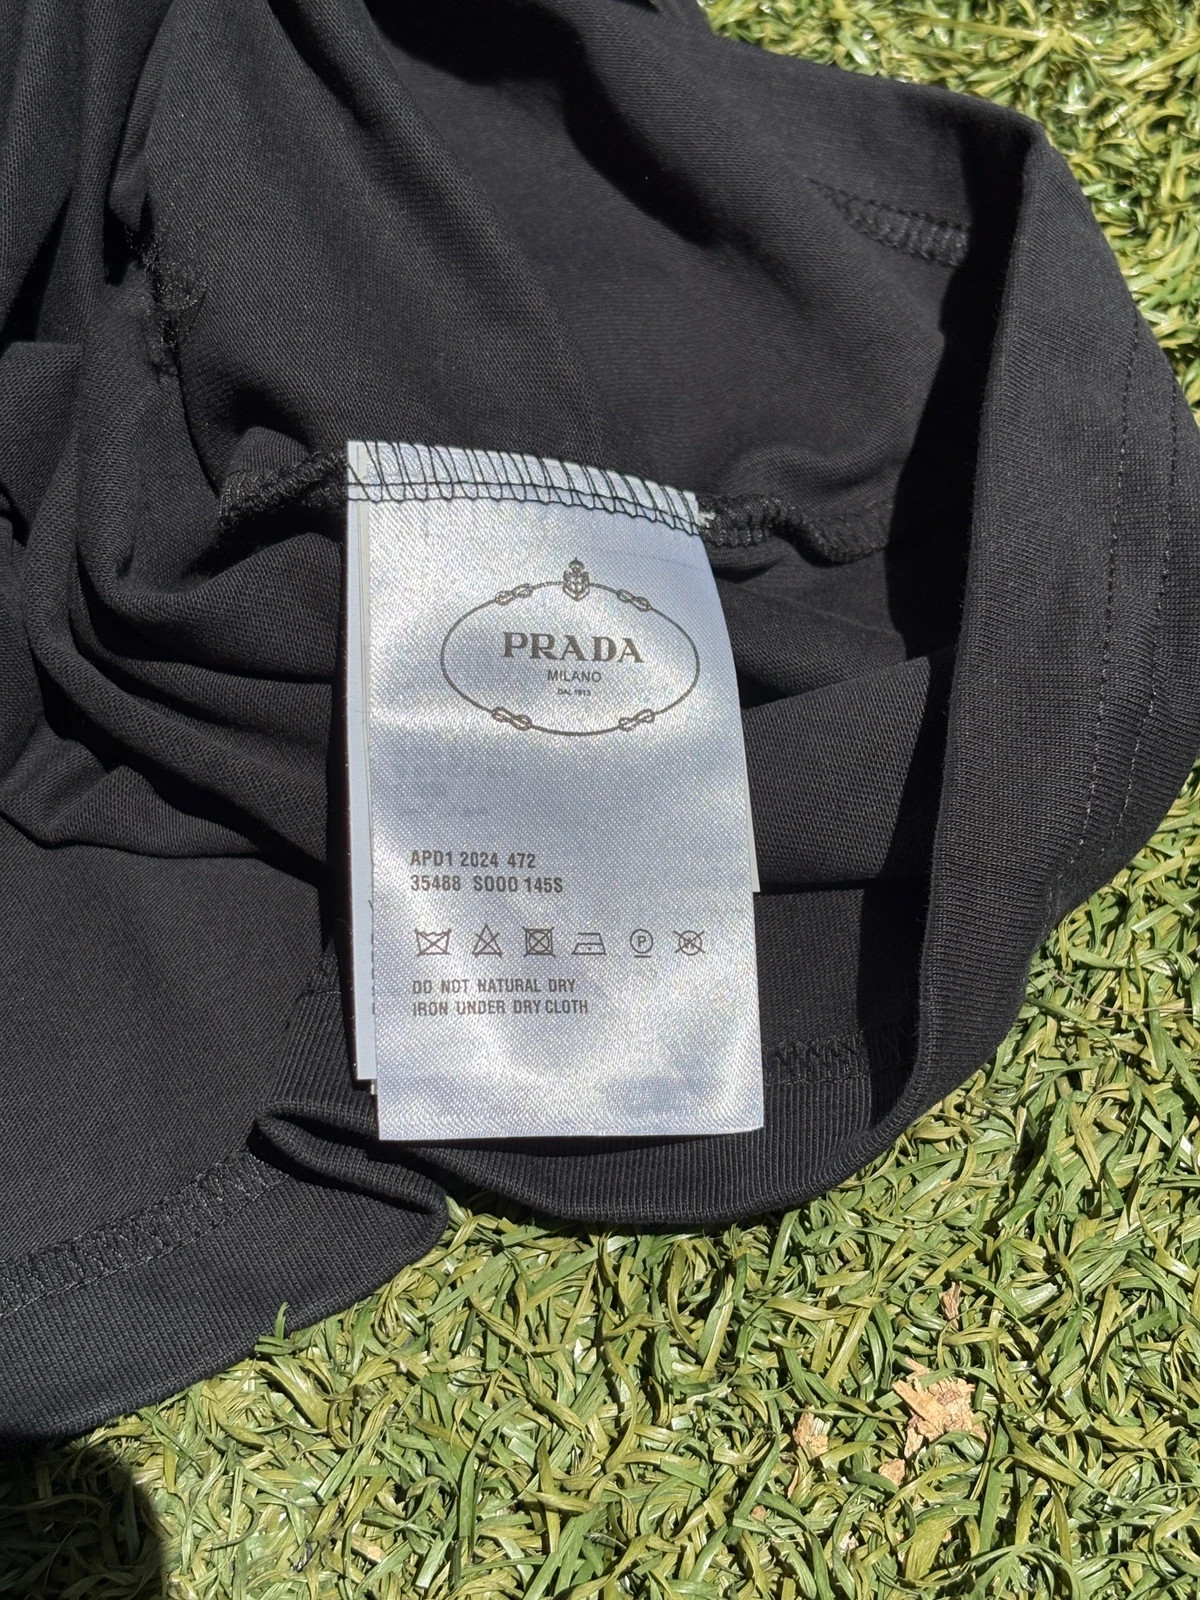 PRADA
MILANO
DAL 1913
APD1 2024 472
35488 S000 145S
P
W
DO NOT NATURAL DRY
IRON UNDER DRY CLOTH